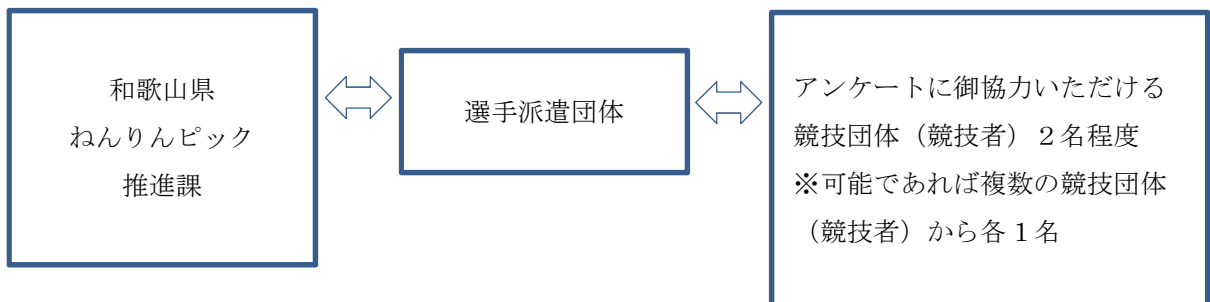 和歌山県
ねんりんピック
推進課
選手派遣団体
アンケートに御協力いただける
競技団体（競技者）２名程度
※可能であれば複数の競技団体
（競技者）から各１名